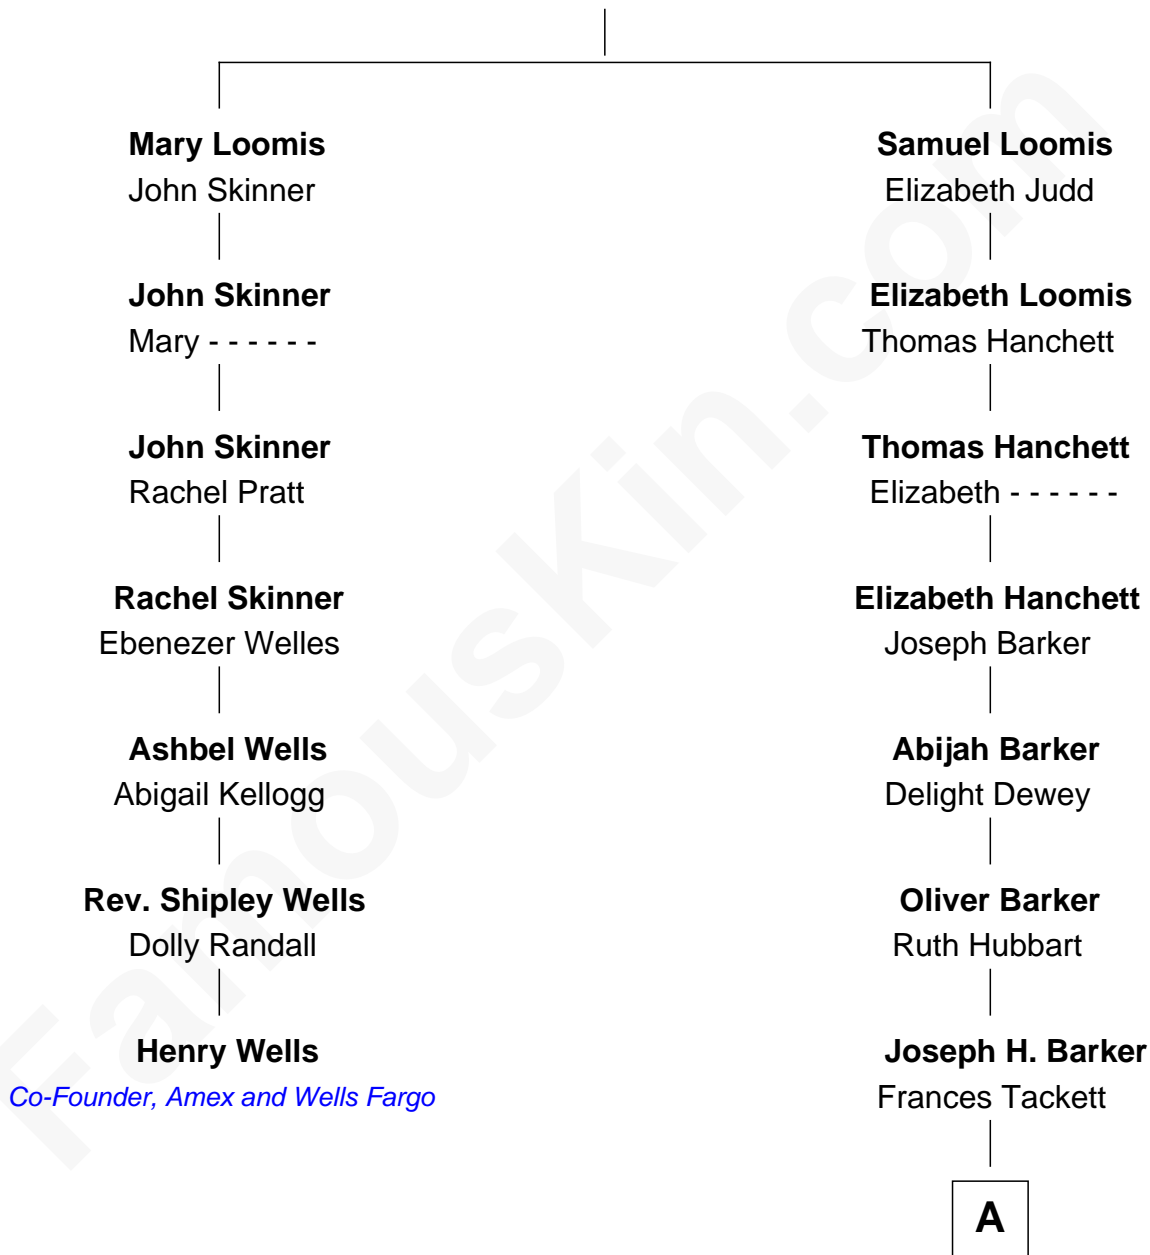 Mary Loomis
John Skinner
John Skinner
Mary - - - - - -
John Skinner
Rachel Pratt
Rachel Skinner
Ebenezer Welles
Ashbel Wells
Abigail Kellogg
Rev. Shipley Wells
Dolly Randall
Henry Wells
Co-Founder, Amex and Wells Fargo
Samuel Loomis
Elizabeth Judd
Elizabeth Loomis
Thomas Hanchett
Thomas Hanchett
Elizabeth - - - - - -
Elizabeth Hanchett
Joseph Barker
Abijah Barker
Delight Dewey
Oliver Barker
Ruth Hubbart
Joseph H. Barker
Frances Tackett
A
FamousKin.com